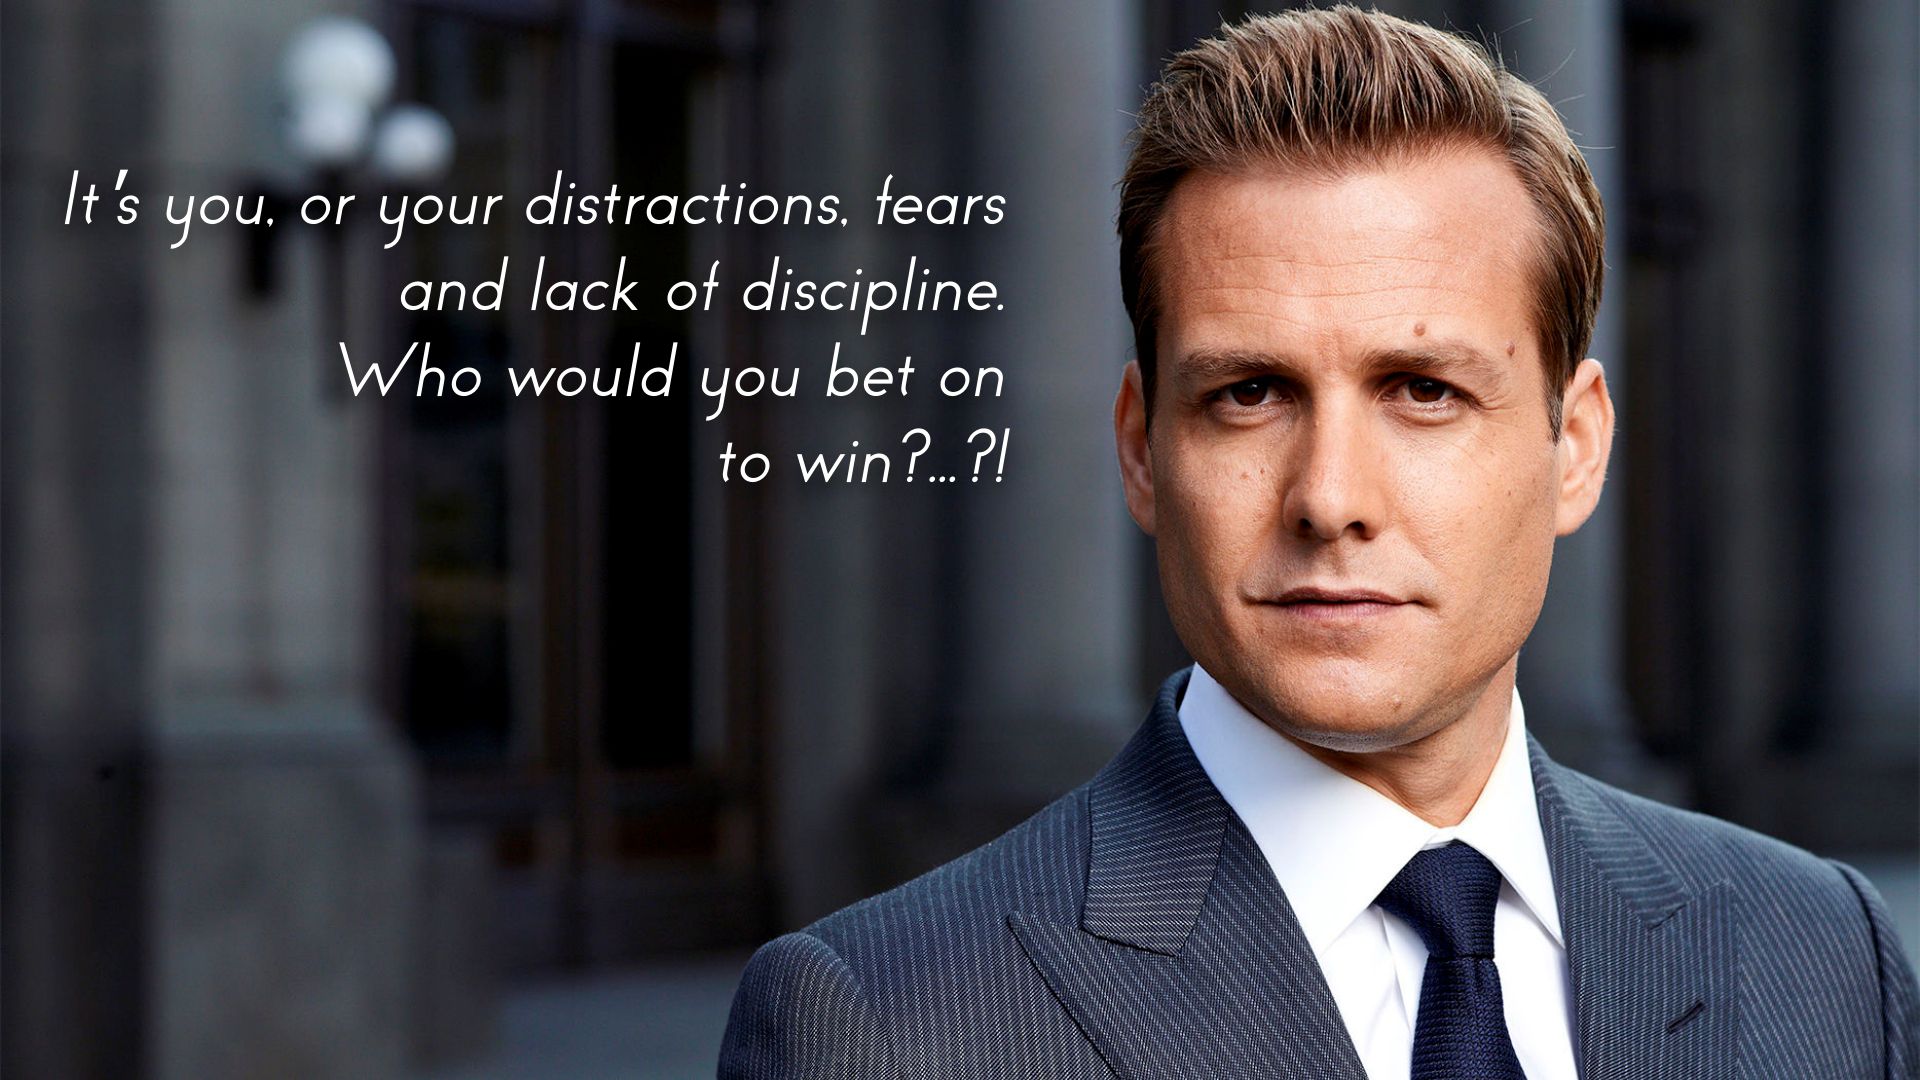 It's you, or your distractions, fears
and lack of discipline.
Who would you bet on
to win?...?!